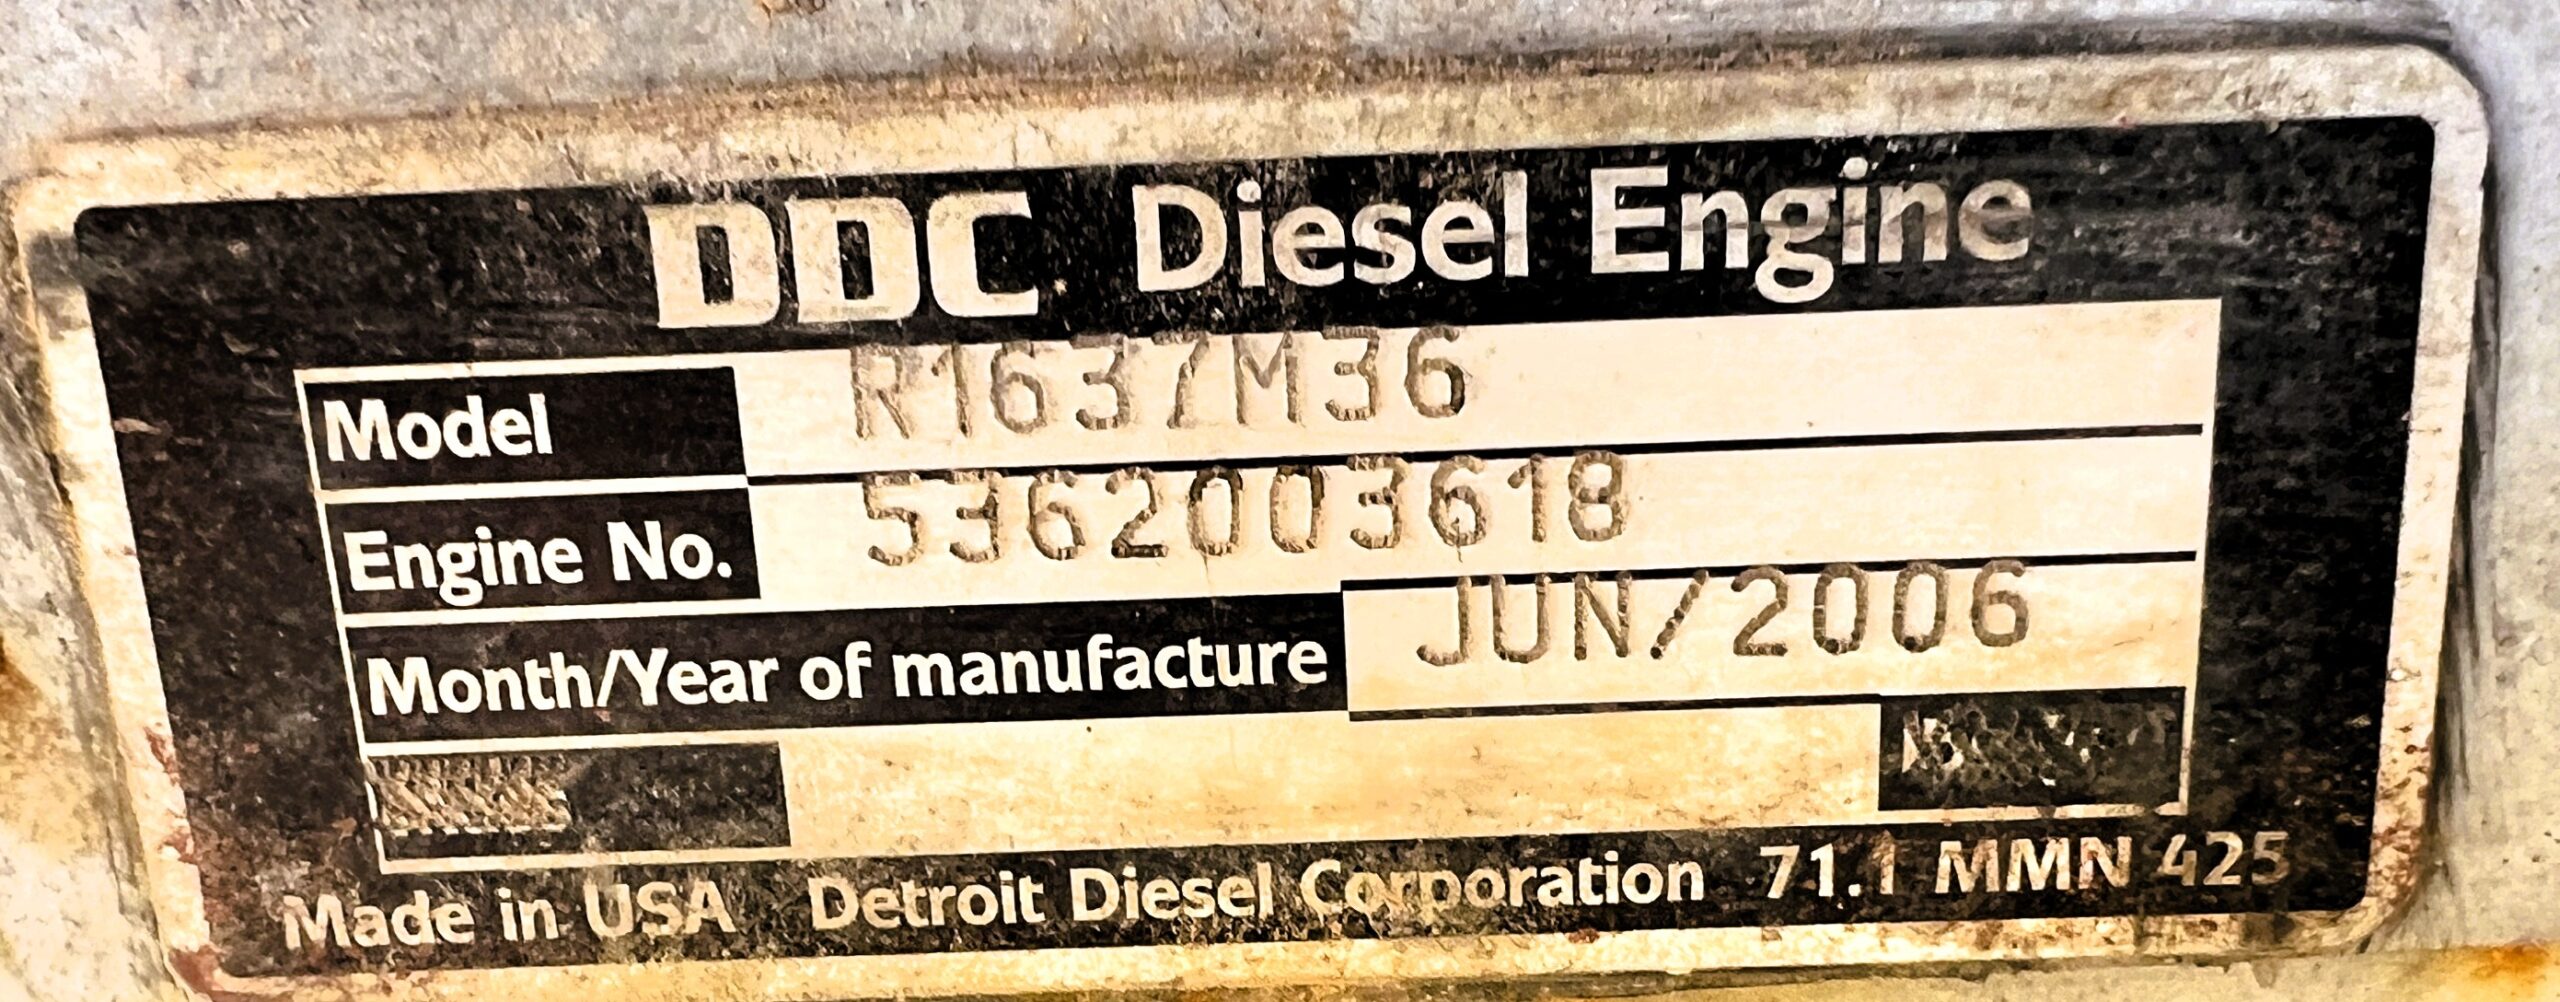 DDC Diesel Engine
Model R1637M36
Engine No. 5362003618
Month/Year of manufacture JUN/2006
Made in USA Detroit Diesel Corporation 71.1 MMN 425